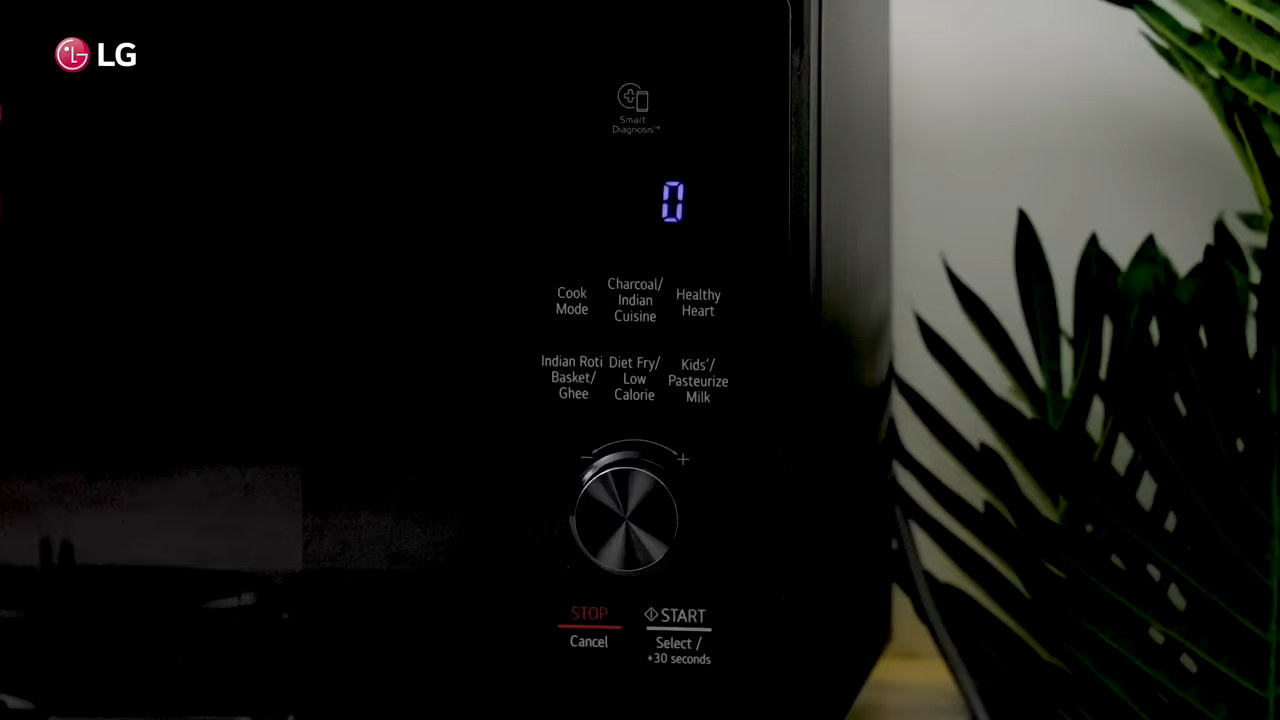 LG
Smart
Diagnosis™
0
Cook
Mode
Charcoal/
Indian
Cuisine
Healthy
Heart
Indian Roti
Basket/
Ghee
Diet Fry/
Low
Calorie
Kids'/
Pasteurize
Milk
− +
STOP
Cancel
START
Select /
+30 seconds